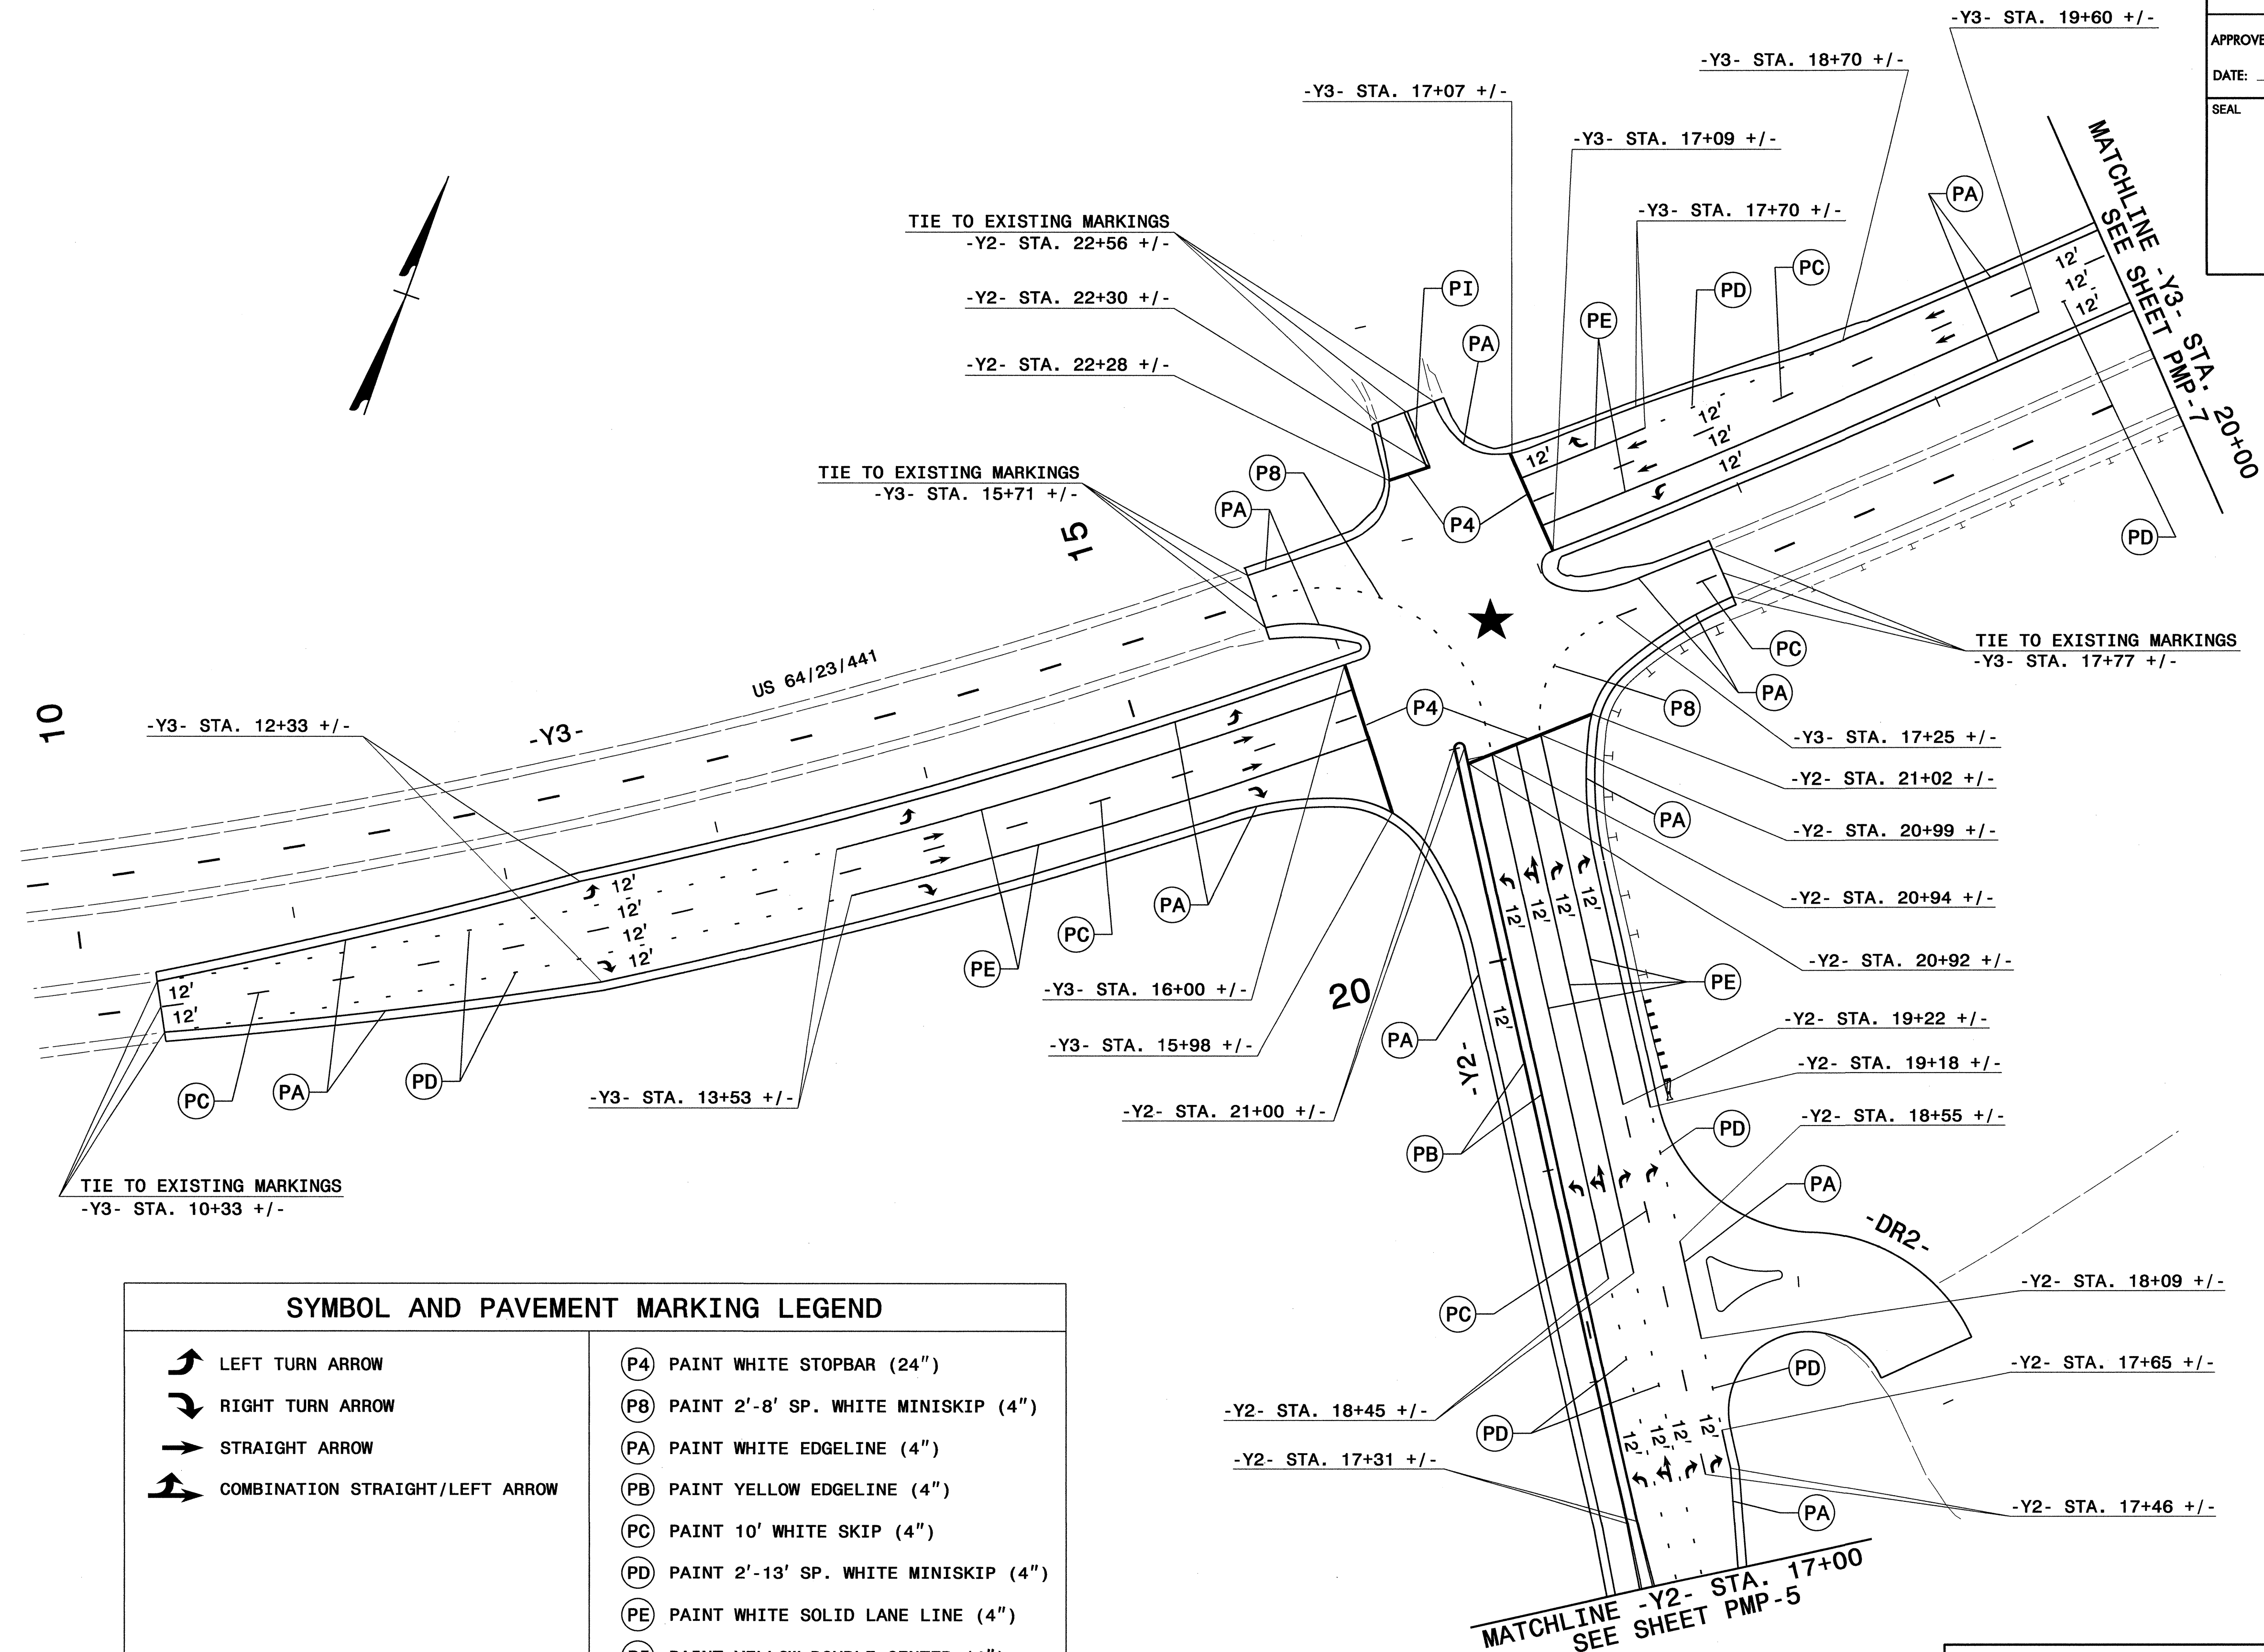 -Y3- STA. 19+60 +/-
-Y3- STA. 18+70 +/-
-Y3- STA. 17+07 +/-
-Y3- STA. 17+09 +/-
-Y3- STA. 17+70 +/-
APPROVE
DATE:
SEAL
MATCHLINE -Y3- STA. 20+00
SEE SHEET PMP-7
TIE TO EXISTING MARKINGS
-Y2- STA. 22+56 +/-
-Y2- STA. 22+30 +/-
-Y2- STA. 22+28 +/-
PI
PA
PE
PD
PC
PA
12'
12'
12'
12'
12'
12'
12'
PD
TIE TO EXISTING MARKINGS
-Y3- STA. 15+71 +/-
15
P8
PA
P4
TIE TO EXISTING MARKINGS
-Y3- STA. 17+77 +/-
PC
PA
P8
P4
US 64/23/441
10
-Y3- STA. 12+33 +/-
-Y3-
-Y3- STA. 17+25 +/-
-Y2- STA. 21+02 +/-
PA
-Y2- STA. 20+99 +/-
-Y2- STA. 20+94 +/-
-Y2- STA. 20+92 +/-
12'
12'
12'
12'
12'
12'
PA
PC
PE
PE
12'
12'
12'
12'
12'
-Y3- STA. 16+00 +/-
20
-Y3- STA. 15+98 +/-
PA
-Y2-
-Y2- STA. 19+22 +/-
-Y2- STA. 19+18 +/-
PC
PA
PD
-Y3- STA. 13+53 +/-
-Y2- STA. 21+00 +/-
PB
PD
-Y2- STA. 18+55 +/-
PA
-DR2-
TIE TO EXISTING MARKINGS
-Y3- STA. 10+33 +/-
-Y2- STA. 18+09 +/-
PC
-Y2- STA. 17+65 +/-
PD
-Y2- STA. 18+45 +/-
PD
12'
12'
12'
12'
-Y2- STA. 17+31 +/-
-Y2- STA. 17+46 +/-
PA
MATCHLINE -Y2- STA. 17+00
SEE SHEET PMP-5
SYMBOL AND PAVEMENT MARKING LEGEND
LEFT TURN ARROW
RIGHT TURN ARROW
STRAIGHT ARROW
COMBINATION STRAIGHT/LEFT ARROW
P4 PAINT WHITE STOPBAR (24")
P8 PAINT 2'-8' SP. WHITE MINISKIP (4")
PA PAINT WHITE EDGELINE (4")
PB PAINT YELLOW EDGELINE (4")
PC PAINT 10' WHITE SKIP (4")
PD PAINT 2'-13' SP. WHITE MINISKIP (4")
PE PAINT WHITE SOLID LANE LINE (4")